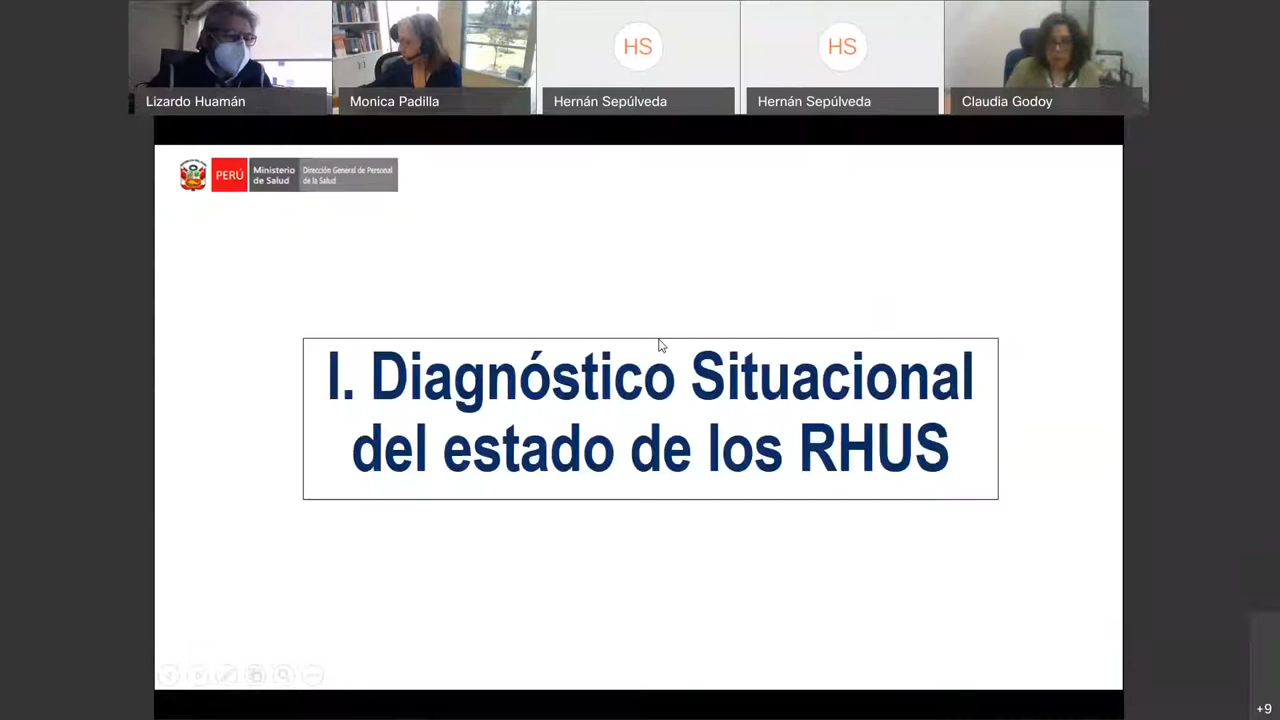 HS
HS
Lizardo Huamán
Monica Padilla
Hernán Sepúlveda
Hernán Sepúlveda
Claudia Godoy
PERÚ
Ministerio
de Salud
Dirección General de Personal
de la Salud
I. Diagnóstico Situacional
del estado de los RHUS
+9